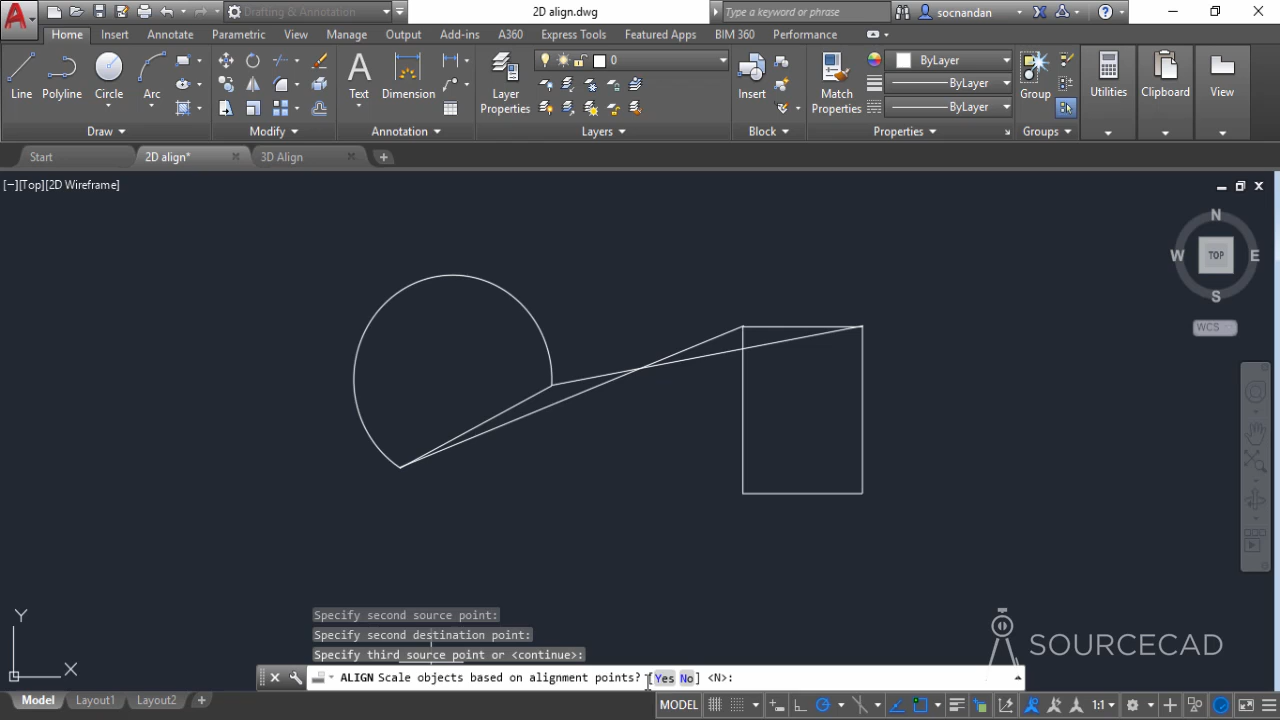 Drafting & Annotation
2D align.dwg
Type a keyword or phrase
socnandan
Home Insert Annotate Parametric View Manage Output Add-ins A360 Express Tools Featured Apps BIM 360 Performance
Line
Polyline
Circle
Arc
Text
Dimension
Layer Properties
0
Insert
Match Properties
ByLayer
ByLayer
ByLayer
Group
Utilities
Clipboard
View
Draw
Modify
Annotation
Layers
Block
Properties
Groups
Start
2D align*
3D Align
[−][Top][2D Wireframe]
N
W
TOP
E
S
WCS
Y
X
Specify second source point:
Specify second destination point:
Specify third source point or <continue>:
ALIGN Scale objects based on alignment points? [Yes No] <N>:
SOURCECAD
Model Layout1 Layout2
MODEL
1:1